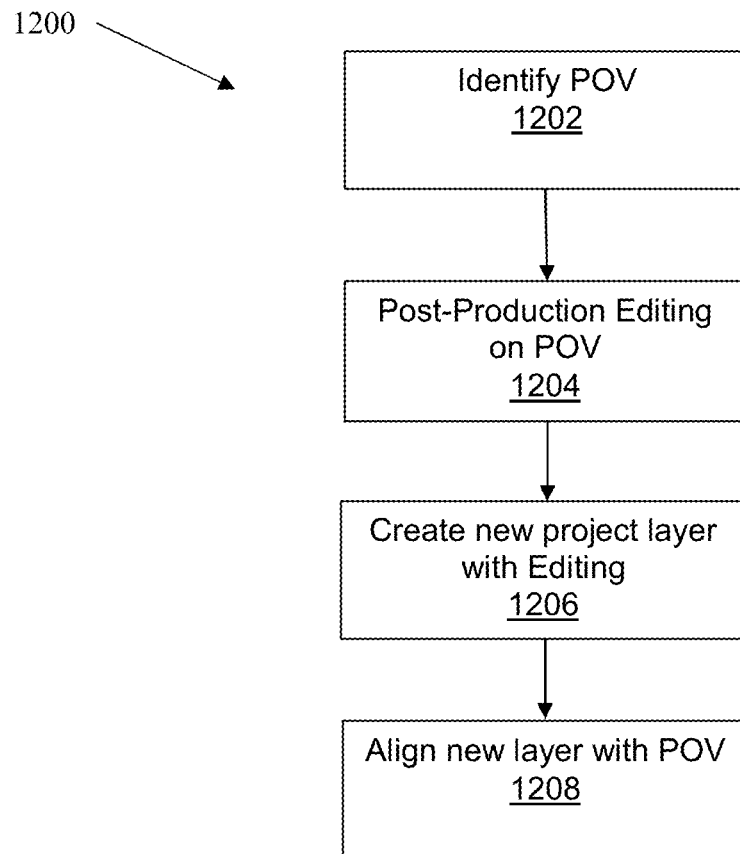 1200
Identify POV
1202
Post-Production Editing
on POV
1204
Create new project layer
with Editing
1206
Align new layer with POV
1208